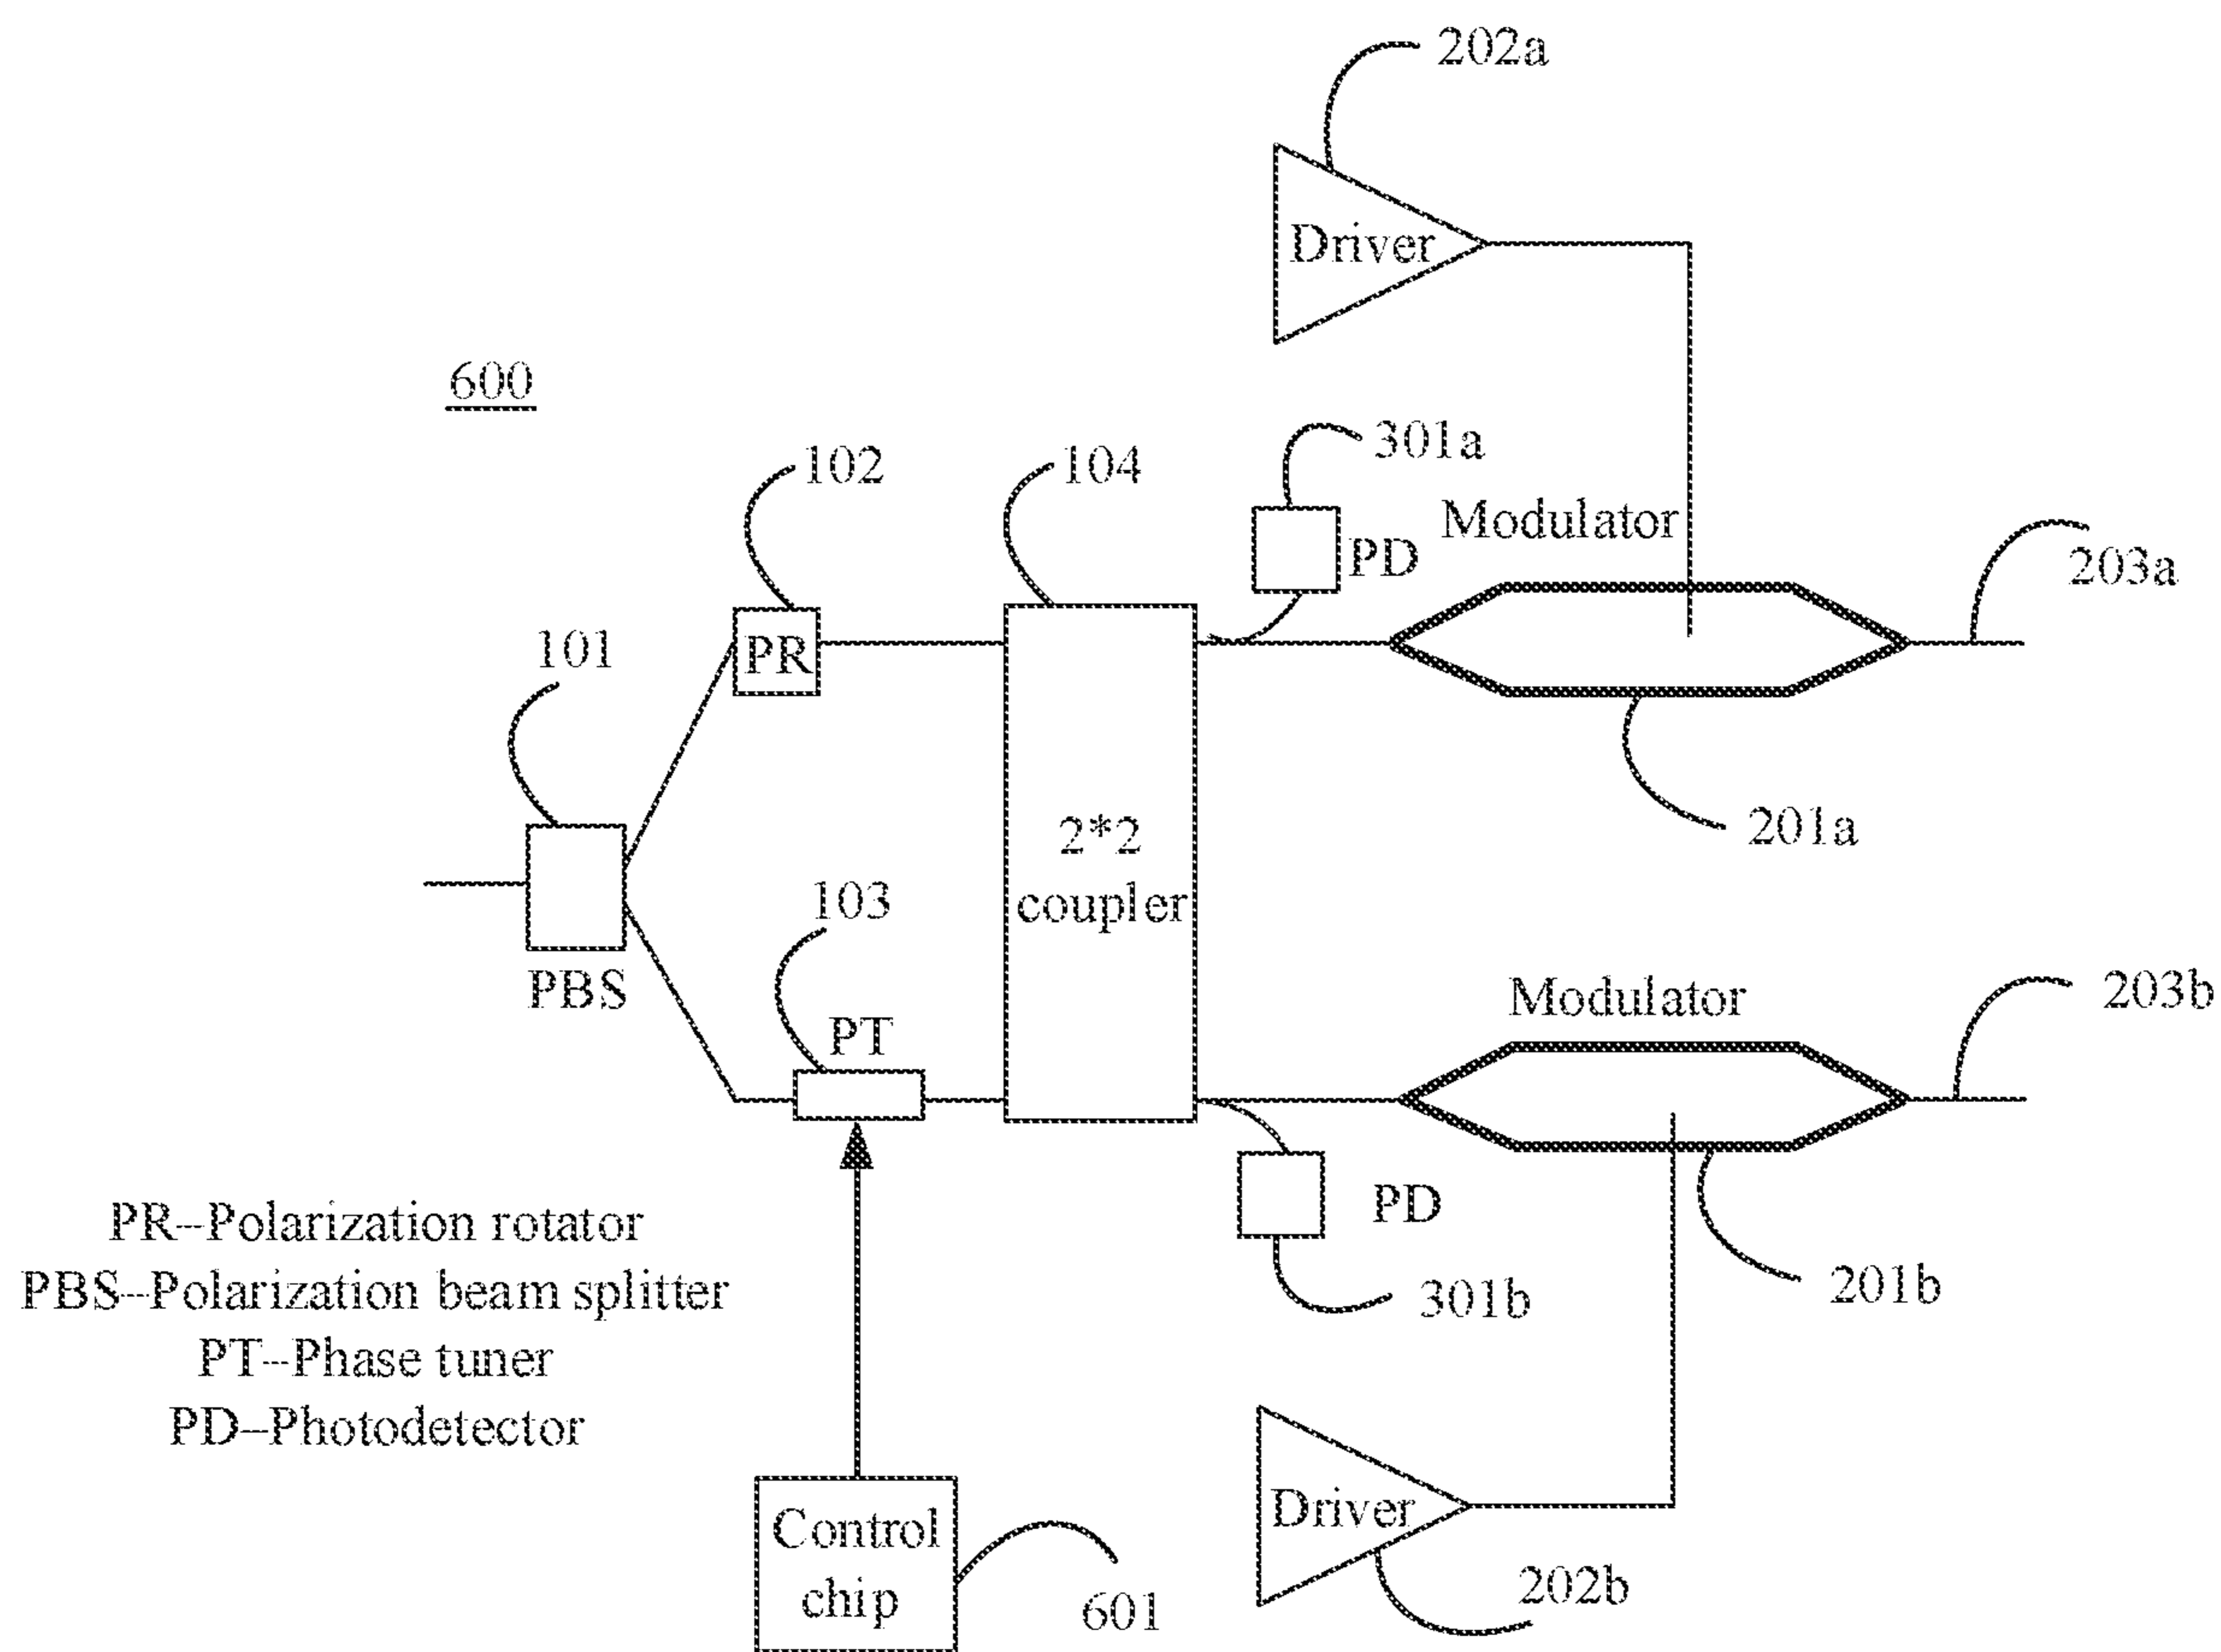 202a
Driver
600
301a
102
104
Modulator
PD
203a
PR
101
201a
2*2
coupler
103
PBS
PT
Modulator
203b
PD
PR--Polarization rotator
PBS--Polarization beam splitter
PT--Phase tuner
PD--Photodetector
301b
201b
Driver
Control
chip
601
202b